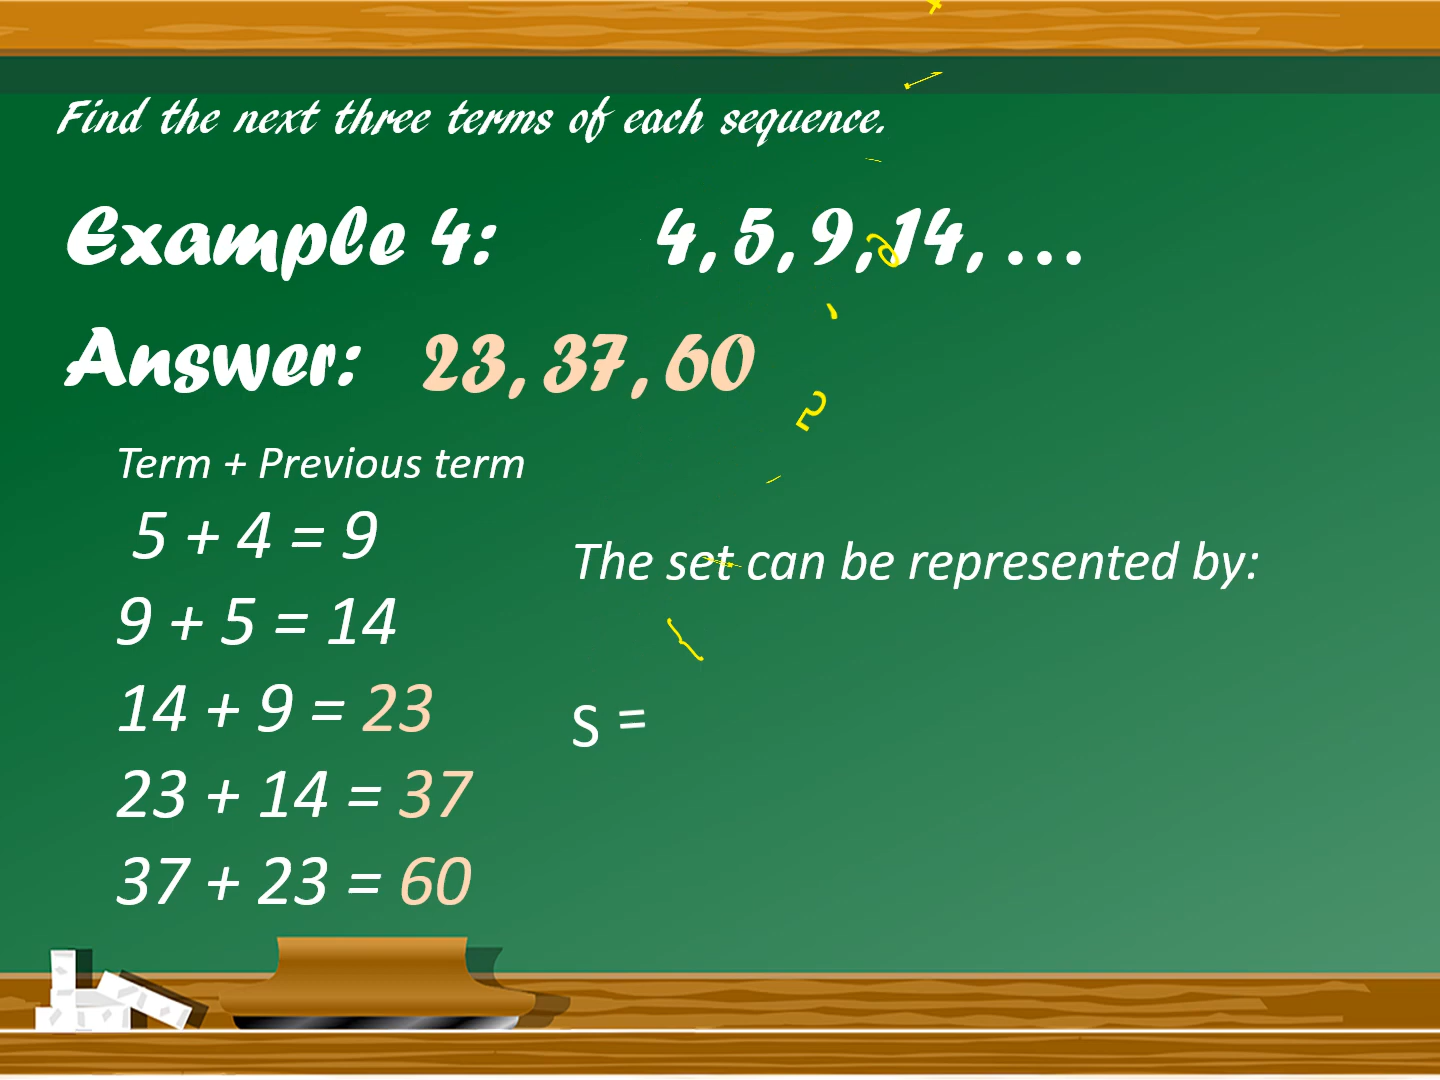 Find the next three terms of each sequence.
Example 4: 4, 5, 9, 14, ...
Answer: 23, 37, 60
Term + Previous term
5 + 4 = 9
9 + 5 = 14
14 + 9 = 23
23 + 14 = 37
37 + 23 = 60
The set can be represented by:
S =